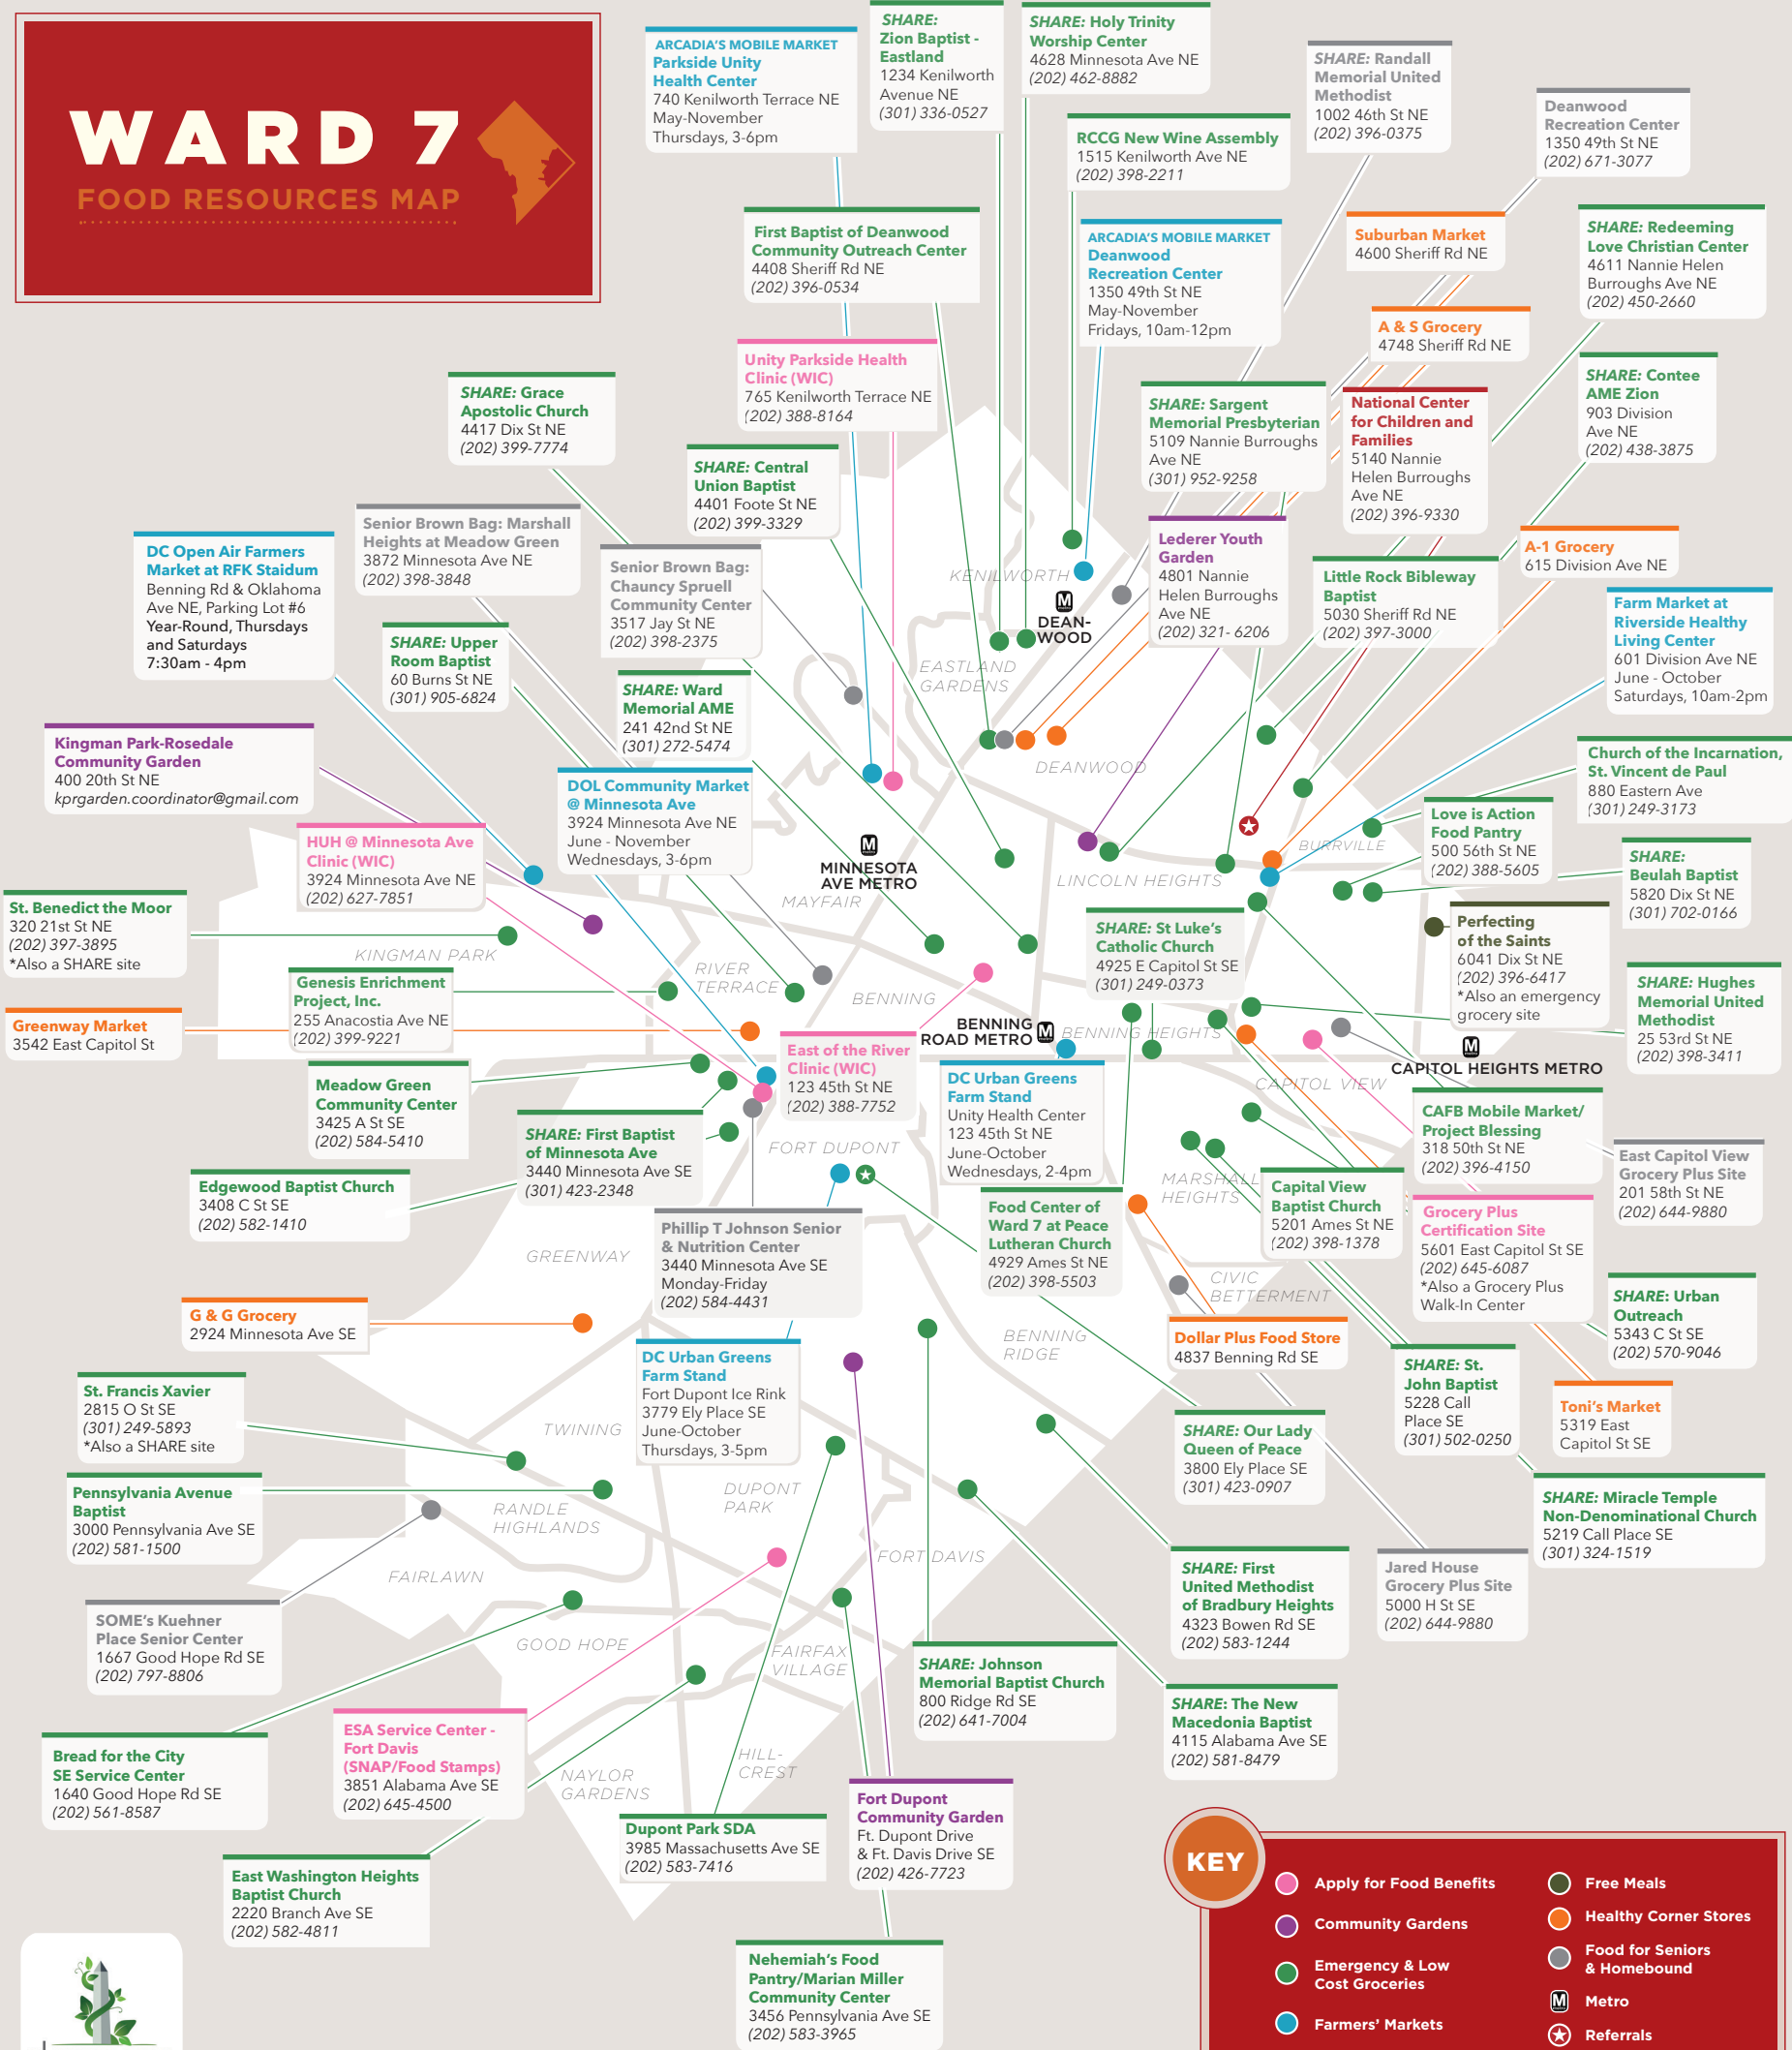 WARD 7
FOOD RESOURCES MAP
ARCADIA'S MOBILE MARKET
Parkside Unity
Health Center
740 Kenilworth Terrace NE
May-November
Thursdays, 3-6pm
SHARE:
Zion Baptist -
Eastland
1234 Kenilworth
Avenue NE
(301) 336-0527
SHARE: Holy Trinity
Worship Center
4628 Minnesota Ave NE
(202) 462-8882
SHARE: Randall
Memorial United
Methodist
1002 46th St NE
(202) 396-0375
Deanwood
Recreation Center
1350 49th St NE
(202) 671-3077
RCCG New Wine Assembly
1515 Kenilworth Ave NE
(202) 398-2211
First Baptist of Deanwood
Community Outreach Center
4408 Sheriff Rd NE
(202) 396-0534
ARCADIA'S MOBILE MARKET
Deanwood
Recreation Center
1350 49th St NE
May-November
Fridays, 10am-12pm
Suburban Market
4600 Sheriff Rd NE
SHARE: Redeeming
Love Christian Center
4611 Nannie Helen
Burroughs Ave NE
(202) 450-2660
A & S Grocery
4748 Sheriff Rd NE
Unity Parkside Health
Clinic (WIC)
765 Kenilworth Terrace NE
(202) 388-8164
SHARE: Contee
AME Zion
903 Division
Ave NE
(202) 438-3875
SHARE: Grace
Apostolic Church
4417 Dix St NE
(202) 399-7774
SHARE: Sargent
Memorial Presbyterian
5109 Nannie Burroughs
Ave NE
(301) 952-9258
National Center
for Children and
Families
5140 Nannie
Helen Burroughs
Ave NE
(202) 396-9330
SHARE: Central
Union Baptist
4401 Foote St NE
(202) 399-3329
Senior Brown Bag: Marshall
Heights at Meadow Green
3872 Minnesota Ave NE
(202) 398-3848
DC Open Air Farmers
Market at RFK Staidum
Benning Rd & Oklahoma
Ave NE, Parking Lot #6
Year-Round, Thursdays
and Saturdays
7:30am - 4pm
Senior Brown Bag:
Chauncy Spruell
Community Center
3517 Jay St NE
(202) 398-2375
Lederer Youth
Garden
4801 Nannie
Helen Burroughs
Ave NE
(202) 321- 6206
A-1 Grocery
615 Division Ave NE
Little Rock Bibleway
Baptist
5030 Sheriff Rd NE
(202) 397-3000
Farm Market at
Riverside Healthy
Living Center
601 Division Ave NE
June - October
Saturdays, 10am-2pm
KENILWORTH
DEAN-
WOOD
EASTLAND
GARDENS
SHARE: Upper
Room Baptist
60 Burns St NE
(301) 905-6824
SHARE: Ward
Memorial AME
241 42nd St NE
(301) 272-5474
Kingman Park-Rosedale
Community Garden
400 20th St NE
kprgarden.coordinator@gmail.com
DOL Community Market
@ Minnesota Ave
3924 Minnesota Ave NE
June - November
Wednesdays, 3-6pm
DEANWOOD
Church of the Incarnation,
St. Vincent de Paul
880 Eastern Ave
(301) 249-3173
HUH @ Minnesota Ave
Clinic (WIC)
3924 Minnesota Ave NE
(202) 627-7851
MINNESOTA
AVE METRO
MAYFAIR
LINCOLN HEIGHTS
BURRVILLE
Love is Action
Food Pantry
500 56th St NE
(202) 388-5605
SHARE:
Beulah Baptist
5820 Dix St NE
(301) 702-0166
St. Benedict the Moor
320 21st St NE
(202) 397-3895
*Also a SHARE site
KINGMAN PARK
SHARE: St Luke's
Catholic Church
4925 E Capitol St SE
(301) 249-0373
Perfecting
of the Saints
6041 Dix St NE
(202) 396-6417
*Also an emergency
grocery site
SHARE: Hughes
Memorial United
Methodist
25 53rd St NE
(202) 398-3411
RIVER
TERRACE
BENNING
Genesis Enrichment
Project, Inc.
255 Anacostia Ave NE
(202) 399-9221
Greenway Market
3542 East Capitol St
BENNING
ROAD METRO
BENNING HEIGHTS
CAPITOL HEIGHTS METRO
CAPITOL VIEW
East of the River
Clinic (WIC)
123 45th St NE
(202) 388-7752
Meadow Green
Community Center
3425 A St SE
(202) 584-5410
DC Urban Greens
Farm Stand
Unity Health Center
123 45th St NE
June-October
Wednesdays, 2-4pm
CAFB Mobile Market/
Project Blessing
318 50th St NE
(202) 396-4150
SHARE: First Baptist
of Minnesota Ave
3440 Minnesota Ave SE
(301) 423-2348
FORT DUPONT
East Capitol View
Grocery Plus Site
201 58th St NE
(202) 644-9880
Edgewood Baptist Church
3408 C St SE
(202) 582-1410
MARSHALL
HEIGHTS
Capital View
Baptist Church
5201 Ames St NE
(202) 398-1378
Food Center of
Ward 7 at Peace
Lutheran Church
4929 Ames St NE
(202) 398-5503
Grocery Plus
Certification Site
5601 East Capitol St SE
(202) 645-6087
*Also a Grocery Plus
Walk-In Center
Phillip T Johnson Senior
& Nutrition Center
3440 Minnesota Ave SE
Monday-Friday
(202) 584-4431
GREENWAY
CIVIC
BETTERMENT
SHARE: Urban
Outreach
5343 C St SE
(202) 570-9046
G & G Grocery
2924 Minnesota Ave SE
BENNING
RIDGE
Dollar Plus Food Store
4837 Benning Rd SE
DC Urban Greens
Farm Stand
Fort Dupont Ice Rink
3779 Ely Place SE
June-October
Thursdays, 3-5pm
SHARE: St.
John Baptist
5228 Call
Place SE
(301) 502-0250
Toni's Market
5319 East
Capitol St SE
St. Francis Xavier
2815 O St SE
(301) 249-5893
*Also a SHARE site
TWINING
SHARE: Our Lady
Queen of Peace
3800 Ely Place SE
(301) 423-0907
Pennsylvania Avenue
Baptist
3000 Pennsylvania Ave SE
(202) 581-1500
RANDLE
HIGHLANDS
DUPONT
PARK
SHARE: Miracle Temple
Non-Denominational Church
5219 Call Place SE
(301) 324-1519
FAIRLAWN
FORT DAVIS
SHARE: First
United Methodist
of Bradbury Heights
4323 Bowen Rd SE
(202) 583-1244
Jared House
Grocery Plus Site
5000 H St SE
(202) 644-9880
SOME's Kuehner
Place Senior Center
1667 Good Hope Rd SE
(202) 797-8806
GOOD HOPE
FAIRFAX
VILLAGE
SHARE: Johnson
Memorial Baptist Church
800 Ridge Rd SE
(202) 641-7004
SHARE: The New
Macedonia Baptist
4115 Alabama Ave SE
(202) 581-8479
Bread for the City
SE Service Center
1640 Good Hope Rd SE
(202) 561-8587
ESA Service Center -
Fort Davis
(SNAP/Food Stamps)
3851 Alabama Ave SE
(202) 645-4500
NAYLOR
GARDENS
HILL-
CREST
Fort Dupont
Community Garden
Ft. Dupont Drive
& Ft. Davis Drive SE
(202) 426-7723
Dupont Park SDA
3985 Massachusetts Ave SE
(202) 583-7416
East Washington Heights
Baptist Church
2220 Branch Ave SE
(202) 582-4811
Nehemiah's Food
Pantry/Marian Miller
Community Center
3456 Pennsylvania Ave SE
(202) 583-3965
KEY
Apply for Food Benefits
Community Gardens
Emergency & Low
Cost Groceries
Farmers' Markets
Free Meals
Healthy Corner Stores
Food for Seniors
& Homebound
M
Metro
Referrals